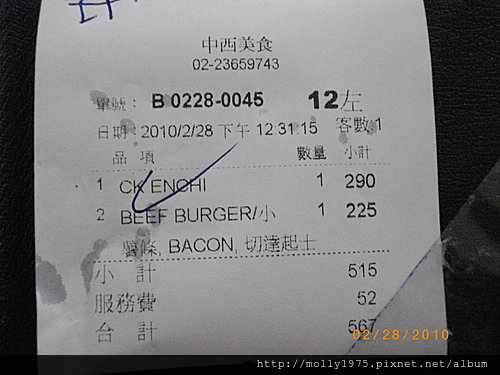 中西美食
02-23659743
單號： B 0228-0045 12左
日期：2010/2/28 下午 12:31:15 客數 1
品 項 數量 小計
1 CK ENCHI 1 290
2 BEEF BURGER/小 1 225
薯條, BACON, 切達起士
小 計 515
服務費 52
合 計 567
02/28/2010
http://molly1975.pixnet.net/album